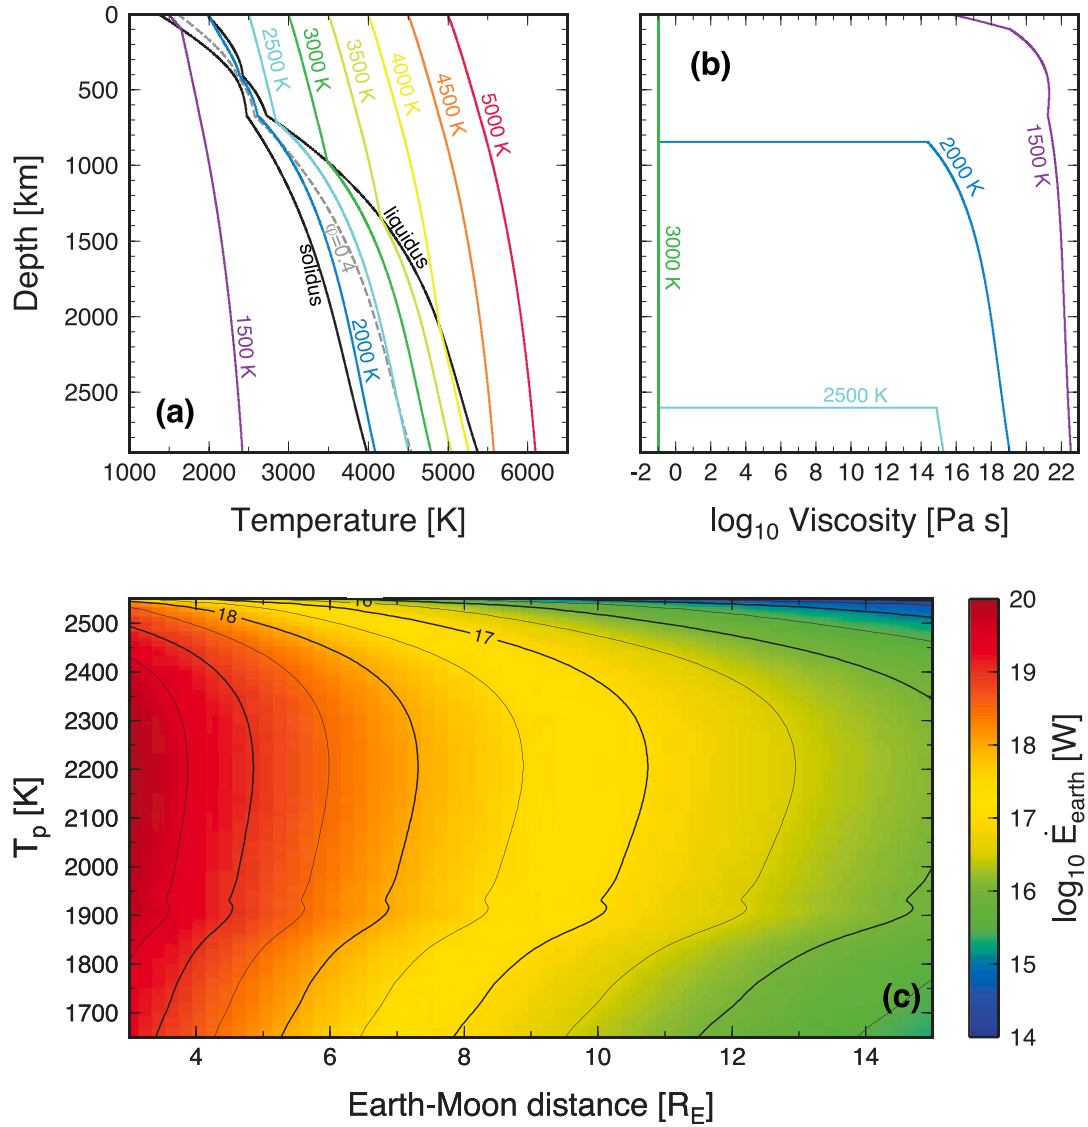 0
500
1000
1500
2000
2500
Depth [km]
1000 2000 3000 4000 5000 6000
Temperature [K]
1500 K
2000 K
2500 K
3000 K
3500 K
4000 K
4500 K
5000 K
solidus
φ=0.4
liquidus
(a)
(b)
1500 K
2000 K
3000 K
2500 K
-2 0 2 4 6 8 10 12 14 16 18 20 22
log10 Viscosity [Pa s]
2500
2400
2300
2200
2100
2000
1900
1800
1700
Tp [K]
18
17
16
(c)
4 6 8 10 12 14
Earth-Moon distance [RE]
20
19
18
17
16
15
14
log10 Ėearth [W]